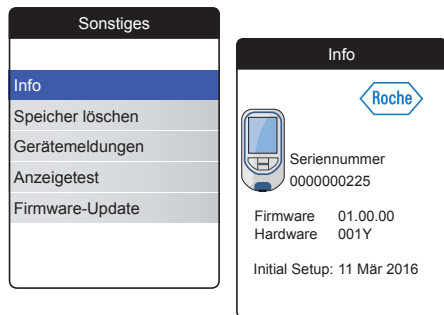 Sonstiges
Info
Speicher löschen
Gerätemeldungen
Anzeigetest
Firmware-Update
Info
Roche
Seriennummer
0000000225
Firmware 01.00.00
Hardware 001Y
Initial Setup: 11 Mär 2016